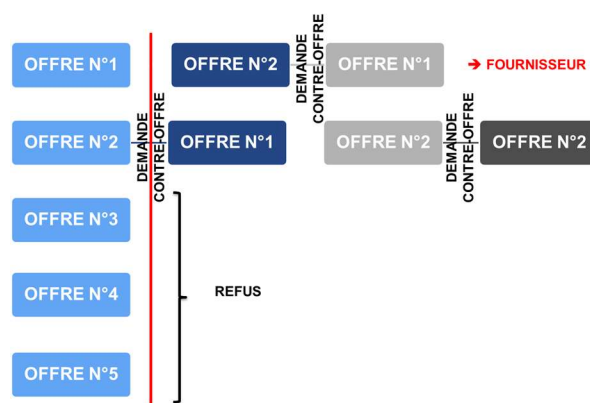 OFFRE N°1
OFFRE N°2
DEMANDE
CONTRE-OFFRE
OFFRE N°1
➔ FOURNISSEUR
OFFRE N°2
DEMANDE
CONTRE-OFFRE
OFFRE N°1
OFFRE N°2
DEMANDE
CONTRE-OFFRE
OFFRE N°2
OFFRE N°3
OFFRE N°4
REFUS
OFFRE N°5